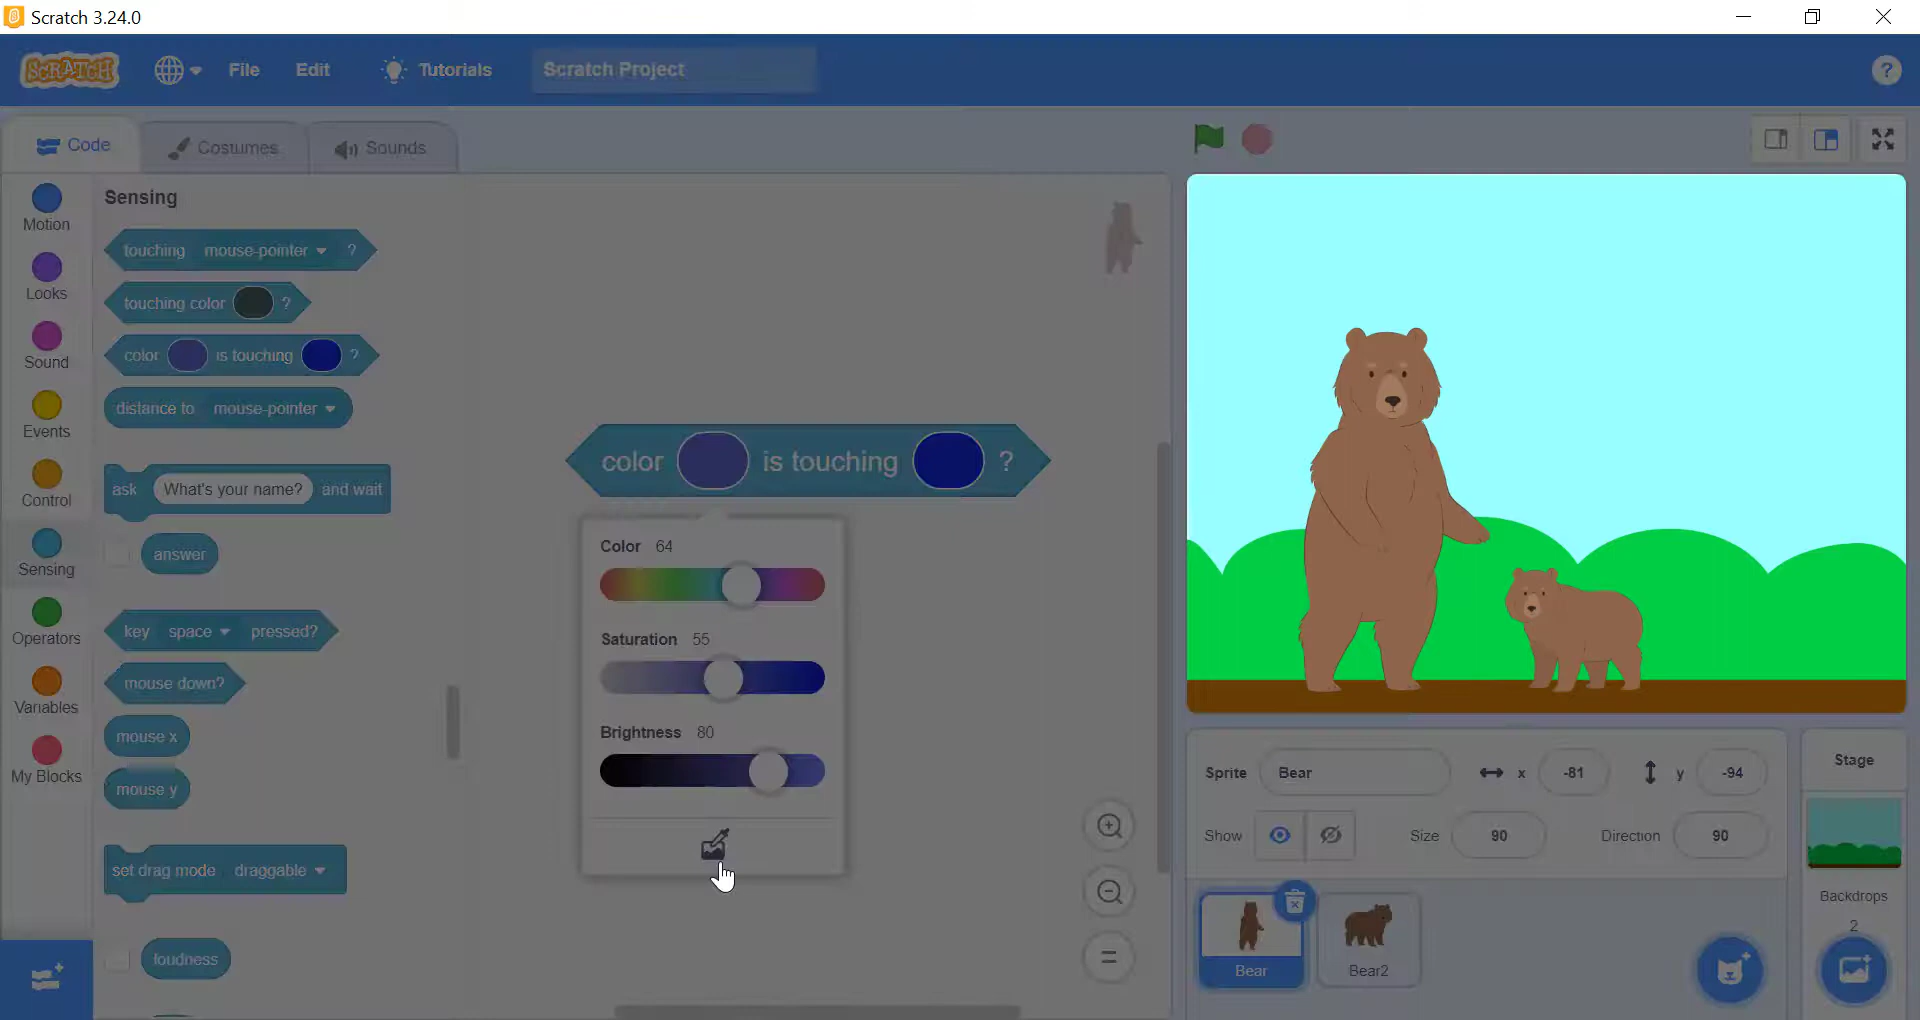 Scratch 3.24.0
SCRATCH
File
Edit
Tutorials
Scratch Project
?
Code
Costumes
Sounds
Motion
Looks
Sound
Events
Control
Sensing
Operators
Variables
My Blocks
Sensing
touching mouse-pointer ?
touching color ?
color is touching ?
distance to mouse-pointer
ask What's your name? and wait
answer
key space pressed?
mouse down?
mouse x
mouse y
set drag mode draggable
loudness
color is touching ?
Color 64
Saturation 55
Brightness 80
Sprite Bear x -81 y -94
Show Size 90 Direction 90
Bear
Bear2
Stage
Backdrops
2